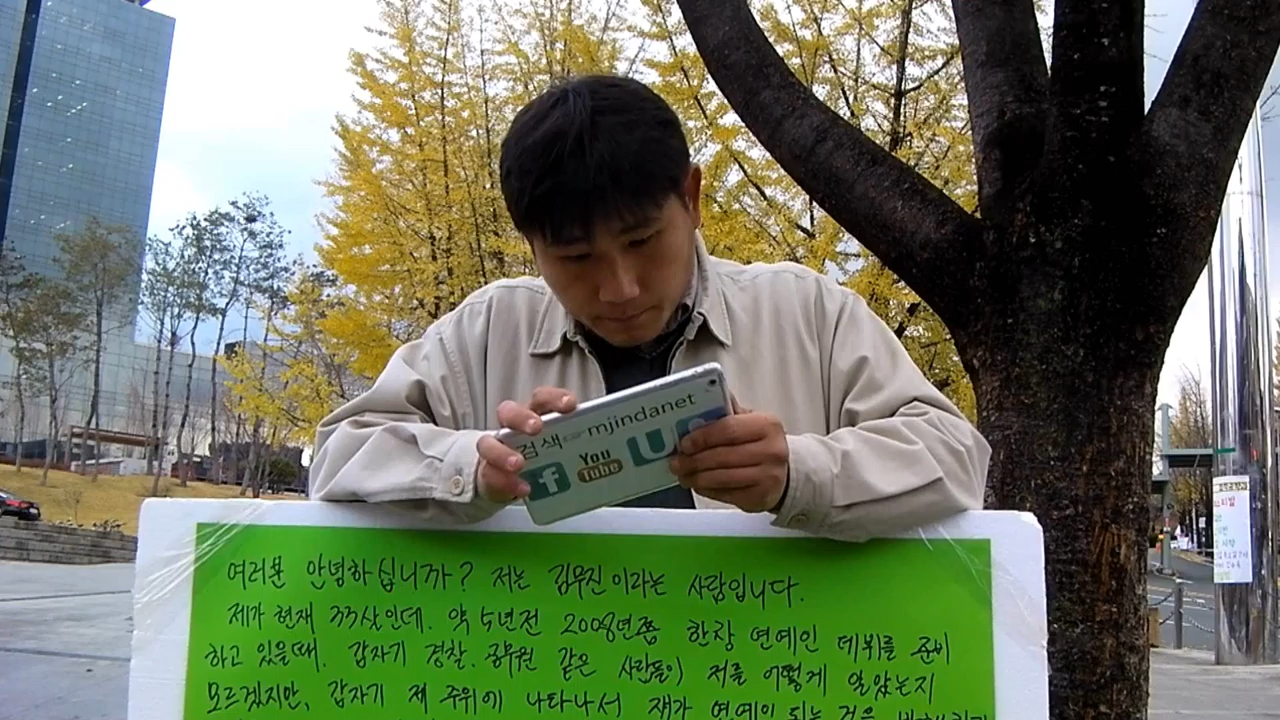 검색☞mjindanet
f You Tube U
여러분 안녕하십니까? 저는 김무진이라는 사람입니다.
제가 현재 33살인데. 약 5년전 2008년쯤 한창 연예인 데뷔를 준비
하고 있을때. 갑자기 경찰. 공무원 같은 사람들이 저를 어떻게 알았는지
모르겠지만, 갑자기 제 주위에 나타나서 제가 연예인 되는 것을